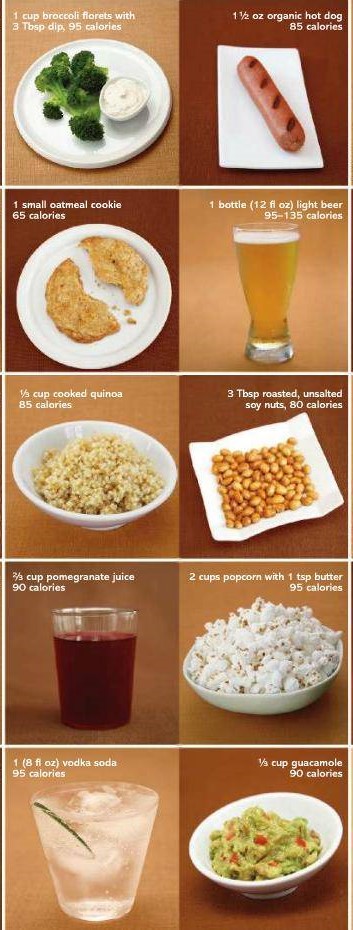 1 cup broccoli florets with
3 Tbsp dip, 95 calories
1½ oz organic hot dog
85 calories
1 small oatmeal cookie
65 calories
1 bottle (12 fl oz) light beer
95–135 calories
⅓ cup cooked quinoa
85 calories
3 Tbsp roasted, unsalted
soy nuts, 80 calories
⅔ cup pomegranate juice
90 calories
2 cups popcorn with 1 tsp butter
95 calories
1 (8 fl oz) vodka soda
95 calories
⅓ cup guacamole
90 calories